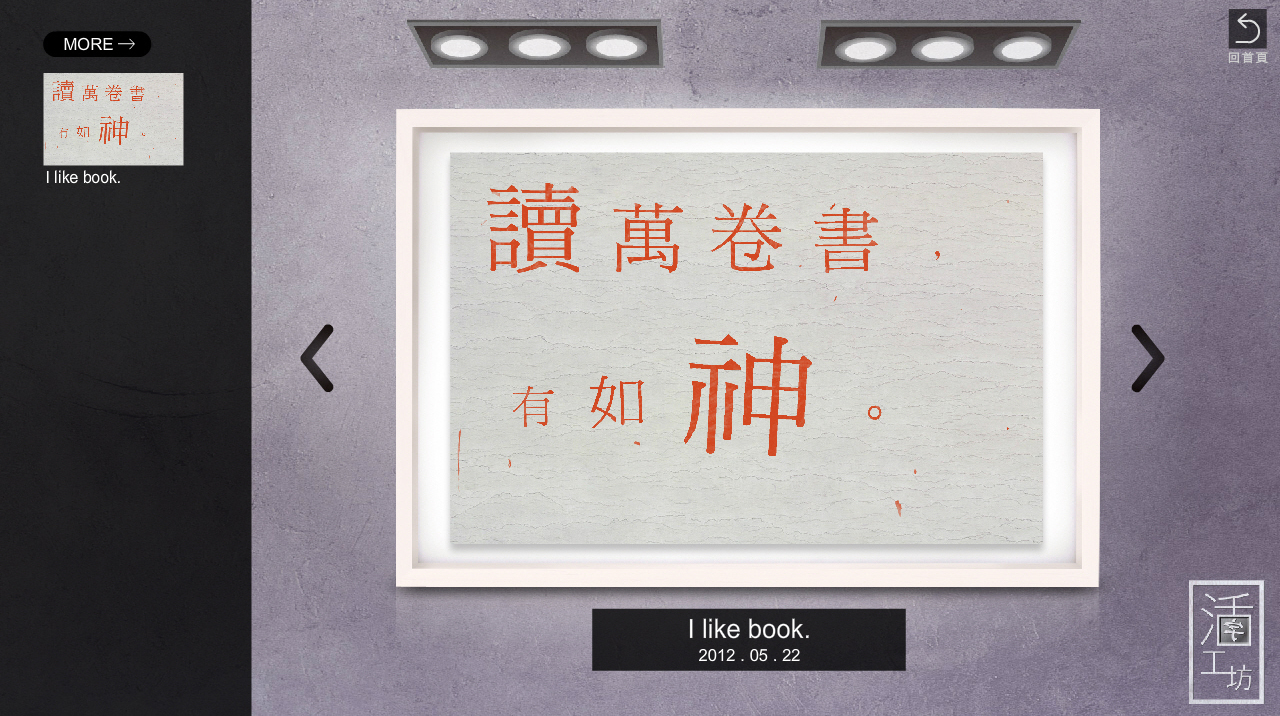 MORE →
讀萬卷書,
有如神。
I like book.
回首頁
讀萬卷書,
有如神。
I like book.
2012 . 05 . 22
活字
工坊